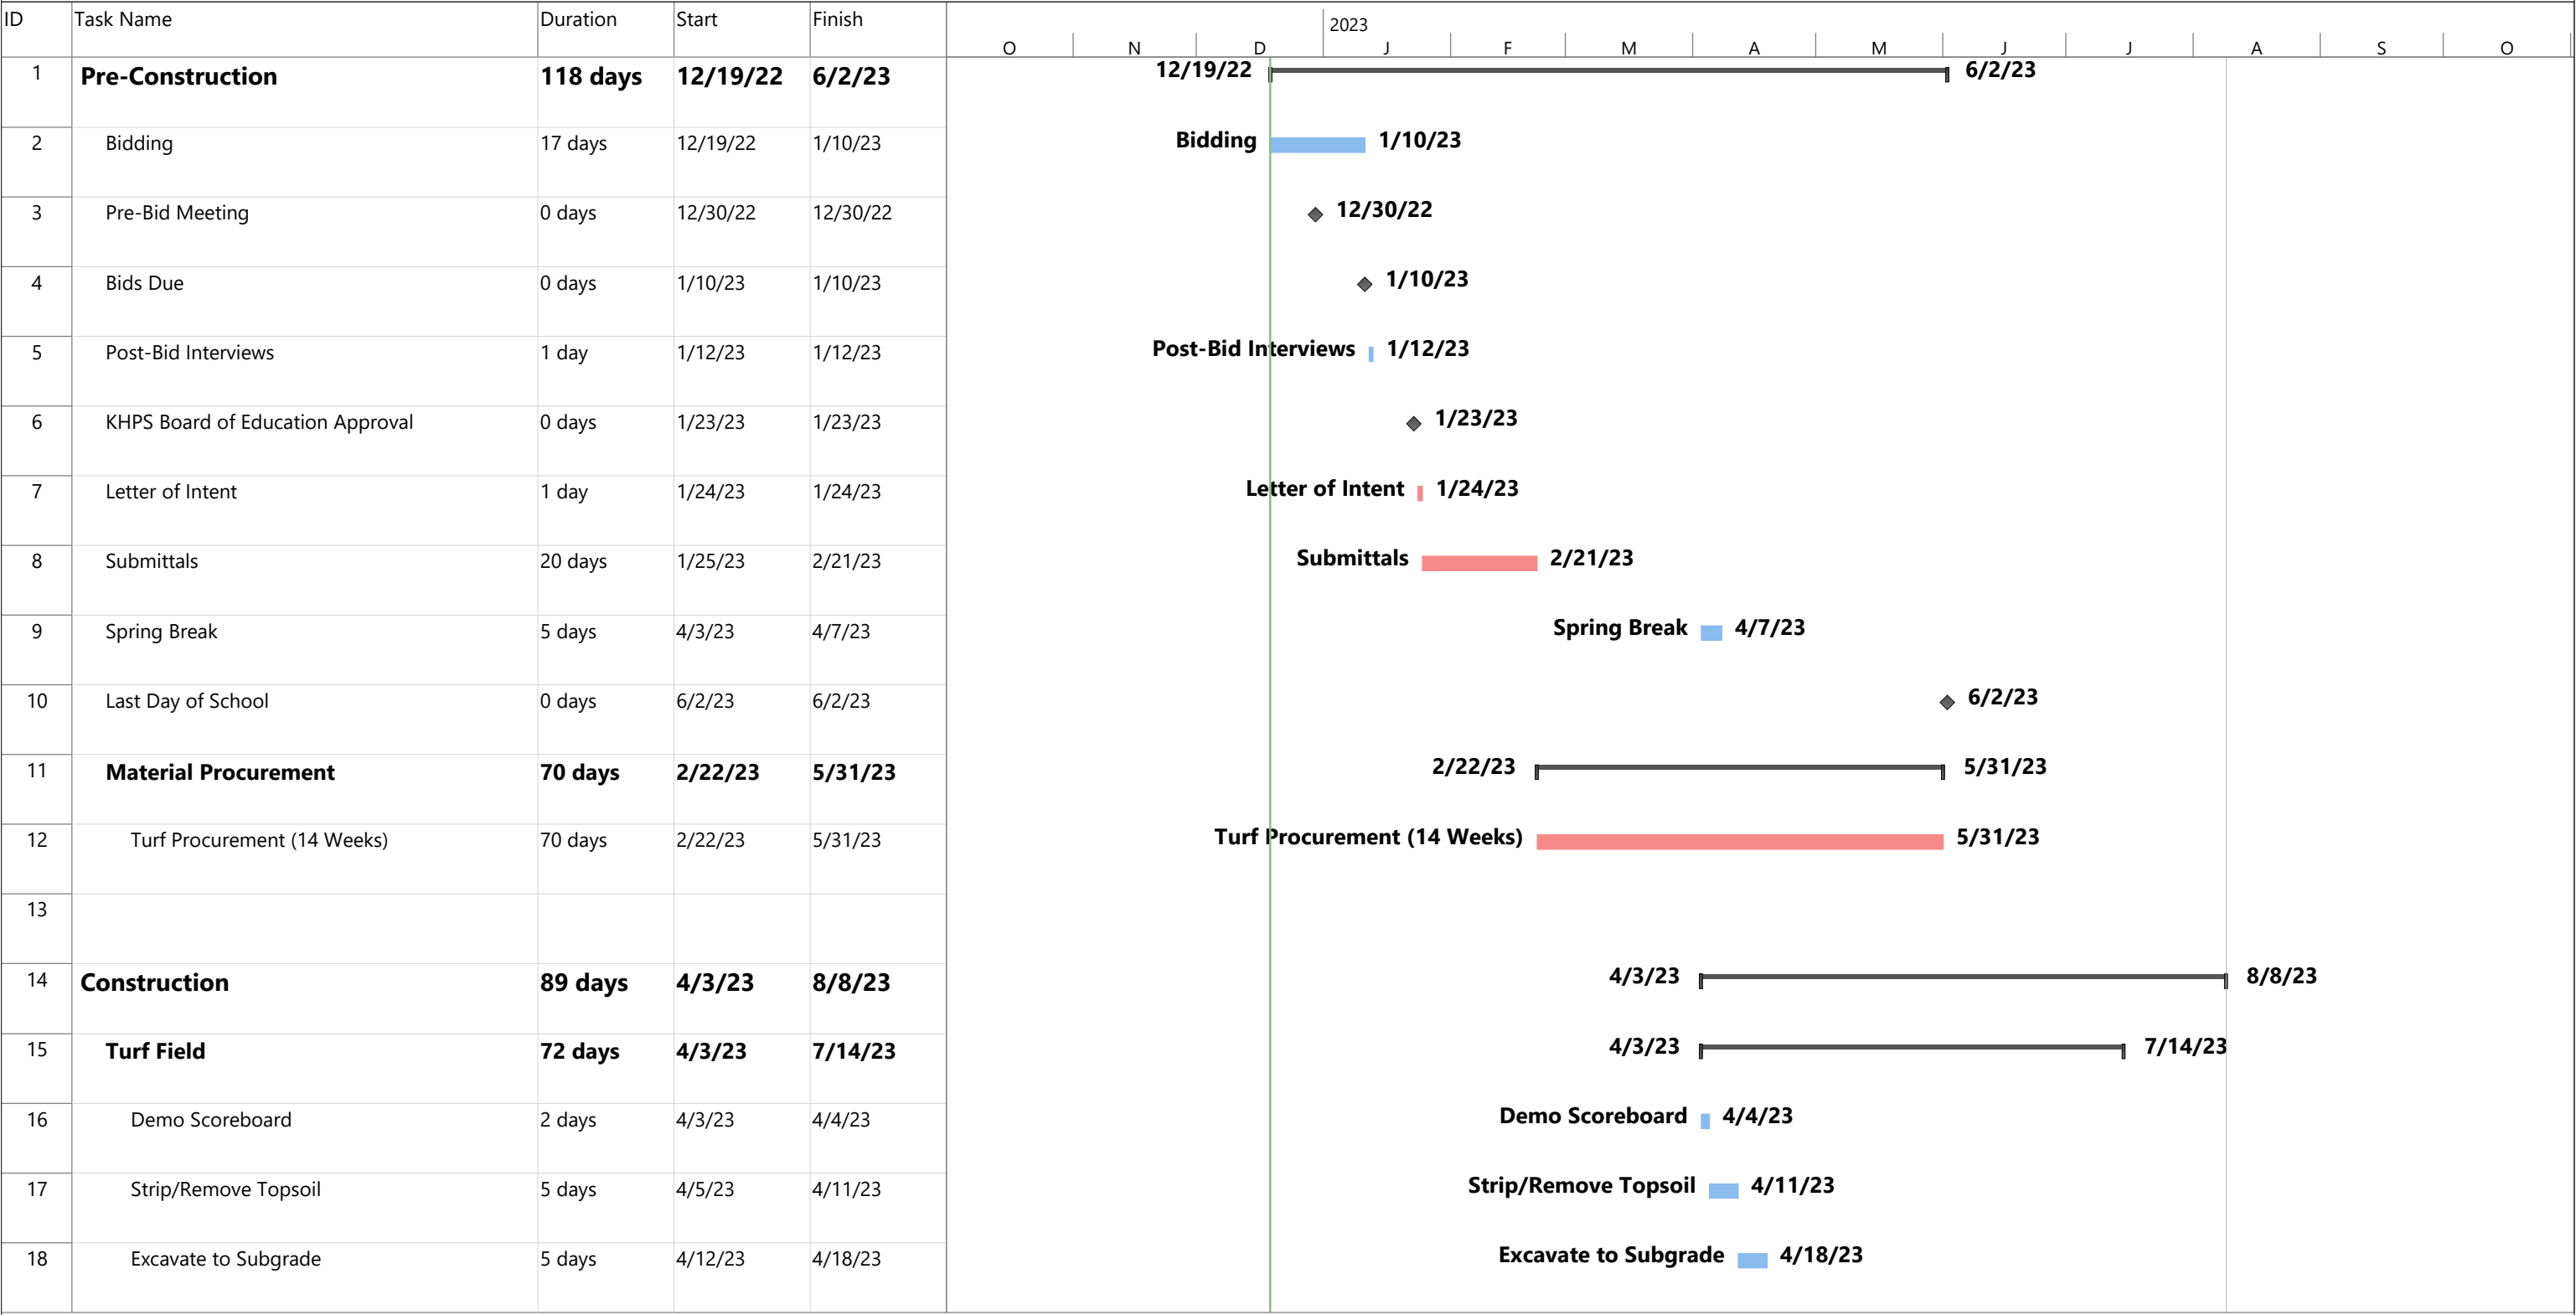 ID Task Name Duration Start Finish
2023
O N D J F M A M J J A S O
1 Pre-Construction 118 days 12/19/22 6/2/23 12/19/22 6/2/23
2 Bidding 17 days 12/19/22 1/10/23 Bidding 1/10/23
3 Pre-Bid Meeting 0 days 12/30/22 12/30/22 12/30/22
4 Bids Due 0 days 1/10/23 1/10/23 1/10/23
5 Post-Bid Interviews 1 day 1/12/23 1/12/23 Post-Bid Interviews 1/12/23
6 KHPS Board of Education Approval 0 days 1/23/23 1/23/23 1/23/23
7 Letter of Intent 1 day 1/24/23 1/24/23 Letter of Intent 1/24/23
8 Submittals 20 days 1/25/23 2/21/23 Submittals 2/21/23
9 Spring Break 5 days 4/3/23 4/7/23 Spring Break 4/7/23
10 Last Day of School 0 days 6/2/23 6/2/23 6/2/23
11 Material Procurement 70 days 2/22/23 5/31/23 2/22/23 5/31/23
12 Turf Procurement (14 Weeks) 70 days 2/22/23 5/31/23 Turf Procurement (14 Weeks) 5/31/23
13
14 Construction 89 days 4/3/23 8/8/23 4/3/23 8/8/23
15 Turf Field 72 days 4/3/23 7/14/23 4/3/23 7/14/23
16 Demo Scoreboard 2 days 4/3/23 4/4/23 Demo Scoreboard 4/4/23
17 Strip/Remove Topsoil 5 days 4/5/23 4/11/23 Strip/Remove Topsoil 4/11/23
18 Excavate to Subgrade 5 days 4/12/23 4/18/23 Excavate to Subgrade 4/18/23